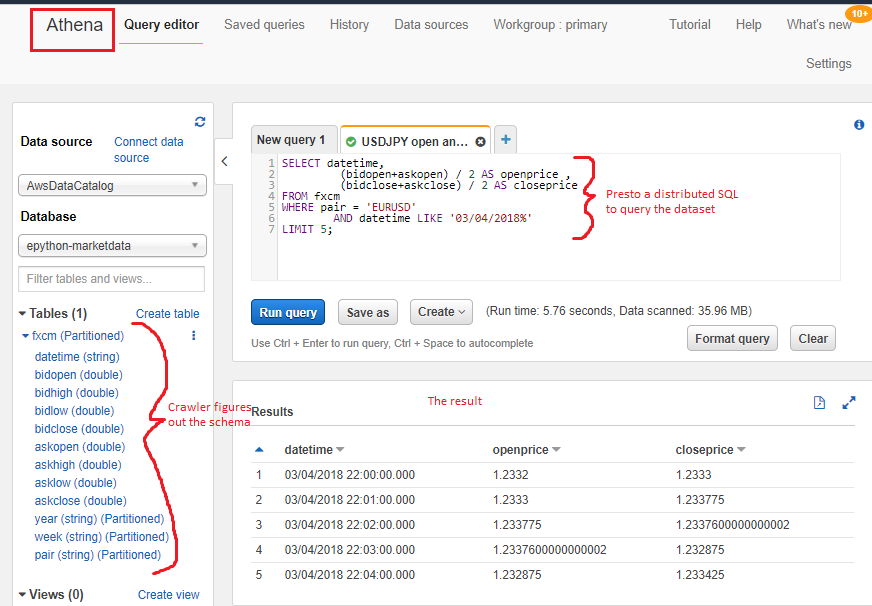 Athena Query editor Saved queries History Data sources Workgroup : primary Tutorial Help What's new 10+
Settings
Data source Connect data source
AwsDataCatalog
Database
epython-marketdata
Filter tables and views...
Tables (1) Create table
fxcm (Partitioned)
datetime (string)
bidopen (double)
bidhigh (double)
bidlow (double)
bidclose (double)
askopen (double)
askhigh (double)
asklow (double)
askclose (double)
year (string) (Partitioned)
week (string) (Partitioned)
pair (string) (Partitioned)
Views (0) Create view
Crawler figures
out the schema
New query 1 USDJPY open an... +
1 SELECT datetime,
2 (bidopen+askopen) / 2 AS openprice ,
3 (bidclose+askclose) / 2 AS closeprice
4 FROM fxcm
5 WHERE pair = 'EURUSD'
6 AND datetime LIKE '03/04/2018%'
7 LIMIT 5;
Presto a distributed SQL
to query the dataset
Run query Save as Create (Run time: 5.76 seconds, Data scanned: 35.96 MB)
Use Ctrl + Enter to run query, Ctrl + Space to autocomplete
Format query Clear
The result
Results
datetime openprice closeprice
1 03/04/2018 22:00:00.000 1.2332 1.2333
2 03/04/2018 22:01:00.000 1.2333 1.233775
3 03/04/2018 22:02:00.000 1.233775 1.2337600000000002
4 03/04/2018 22:03:00.000 1.2337600000000002 1.232875
5 03/04/2018 22:04:00.000 1.232875 1.233425